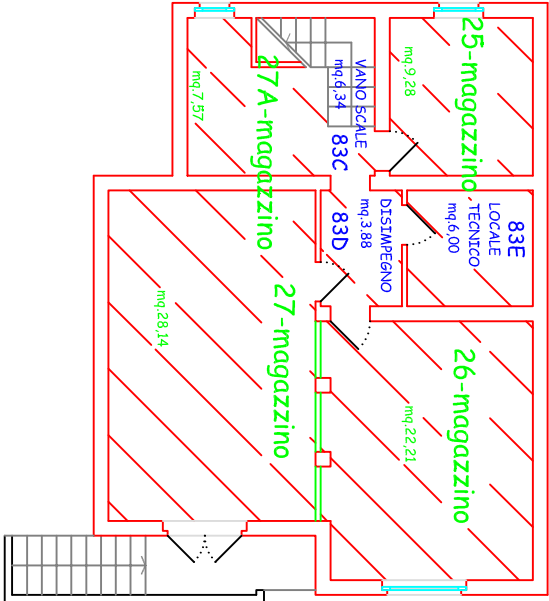 25-magazzino
mq.9,28
VANO SCALE
mq.6,34
83C
27A-magazzino
mq.7,57
83E
LOCALE
TECNICO
mq.6,00
DISIMPEGNO
mq.3.88
83D
26-magazzino
mq.22,21
27-magazzino
mq.28,14